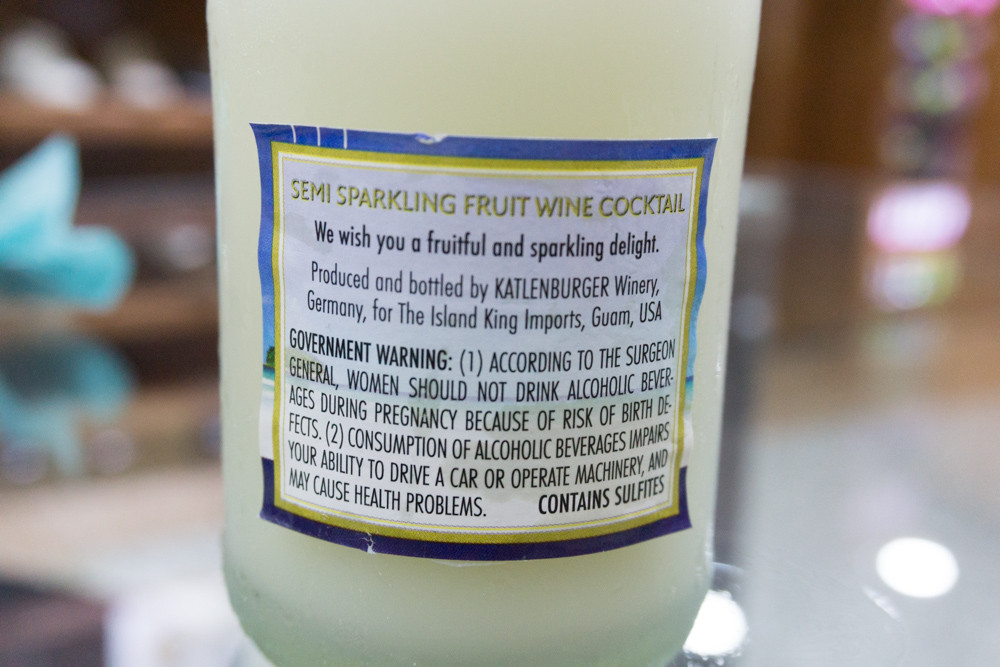 SEMI SPARKLING FRUIT WINE COCKTAIL
We wish you a fruitful and sparkling delight.
Produced and bottled by KATLENBURGER Winery,
Germany, for The Island King Imports, Guam, USA
GOVERNMENT WARNING: (1) ACCORDING TO THE SURGEON
GENERAL, WOMEN SHOULD NOT DRINK ALCOHOLIC BEVER-
AGES DURING PREGNANCY BECAUSE OF RISK OF BIRTH DE-
FECTS. (2) CONSUMPTION OF ALCOHOLIC BEVERAGES IMPAIRS
YOUR ABILITY TO DRIVE A CAR OR OPERATE MACHINERY, AND
MAY CAUSE HEALTH PROBLEMS. CONTAINS SULFITES